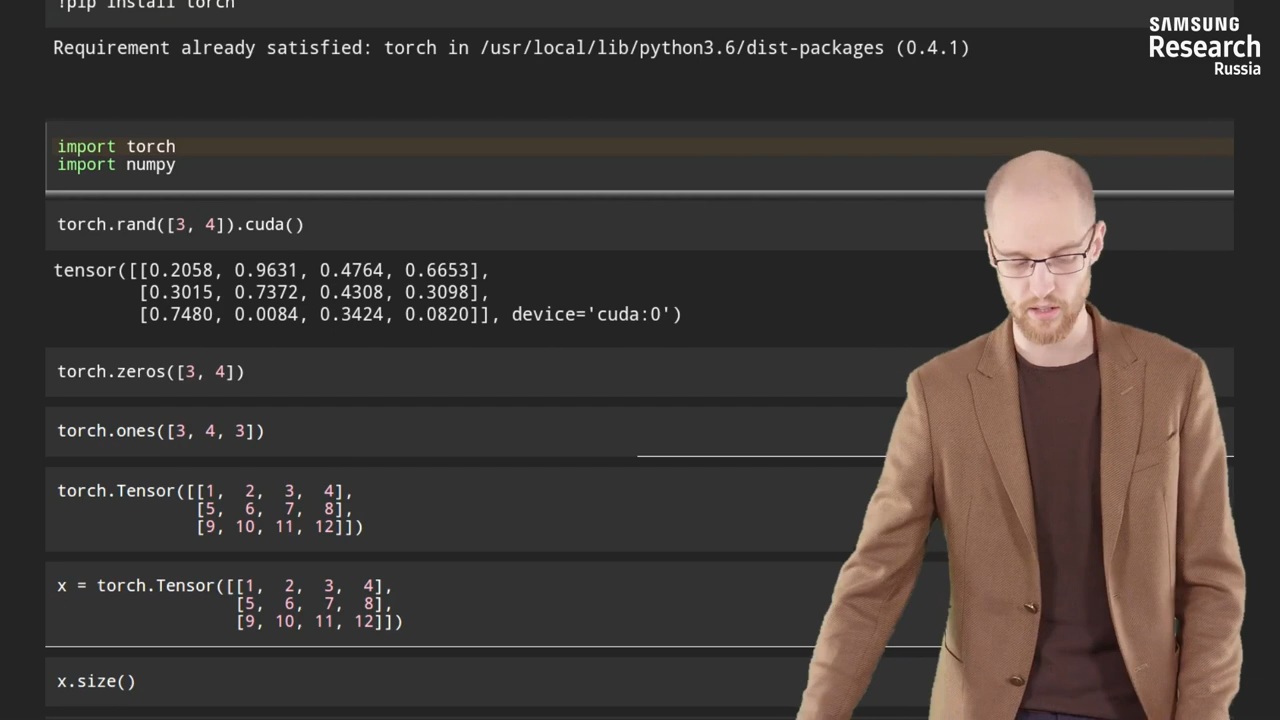 !pip install torch
Requirement already satisfied: torch in /usr/local/lib/python3.6/dist-packages (0.4.1)
SAMSUNG
Research
Russia
import torch
import numpy
torch.rand([3, 4]).cuda()
tensor([[0.2058, 0.9631, 0.4764, 0.6653],
[0.3015, 0.7372, 0.4308, 0.3098],
[0.7480, 0.0084, 0.3424, 0.0820]], device='cuda:0')
torch.zeros([3, 4])
torch.ones([3, 4, 3])
torch.Tensor([[1, 2, 3, 4],
[5, 6, 7, 8],
[9, 10, 11, 12]])
x = torch.Tensor([[1, 2, 3, 4],
[5, 6, 7, 8],
[9, 10, 11, 12]])
x.size()